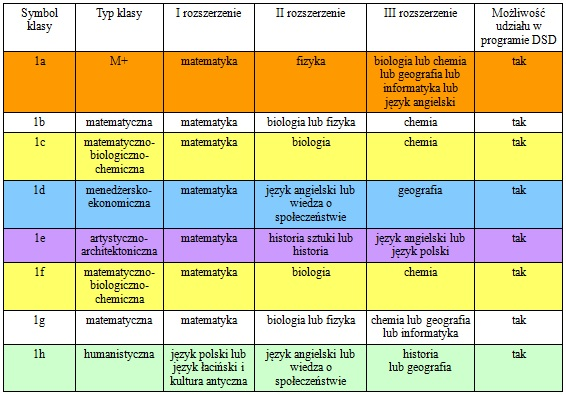 Symbol klasy Typ klasy I rozszerzenie II rozszerzenie III rozszerzenie Możliwość udziału w programie DSD
1a M+ matematyka fizyka biologia lub chemia lub geografia lub informatyka lub język angielski tak
1b matematyczna matematyka biologia lub fizyka chemia tak
1c matematyczno-biologiczno-chemiczna matematyka biologia chemia tak
1d menedżersko-ekonomiczna matematyka język angielski lub wiedza o społeczeństwie geografia tak
1e artystyczno-architektoniczna matematyka historia sztuki lub historia język angielski lub język polski tak
1f matematyczno-biologiczno-chemiczna matematyka biologia chemia tak
1g matematyczna matematyka biologia lub fizyka chemia lub geografia lub informatyka tak
1h humanistyczna język polski lub język łaciński i kultura antyczna język angielski lub wiedza o społeczeństwie historia lub geografia tak